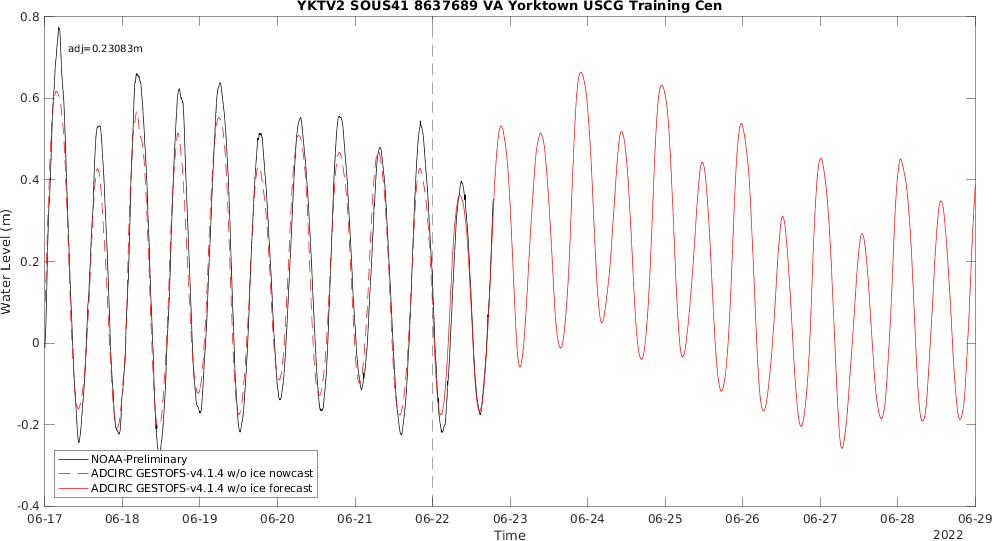 YKTV2 SOUS41 8637689 VA Yorktown USCG Training Cen
adj=0.23083m
0.8
0.6
0.4
0.2
0
-0.2
-0.4
Water Level (m)
NOAA-Preliminary
ADCIRC GESTOFS-v4.1.4 w/o ice nowcast
ADCIRC GESTOFS-v4.1.4 w/o ice forecast
06-17 06-18 06-19 06-20 06-21 06-22 06-23 06-24 06-25 06-26 06-27 06-28 06-29
Time
2022